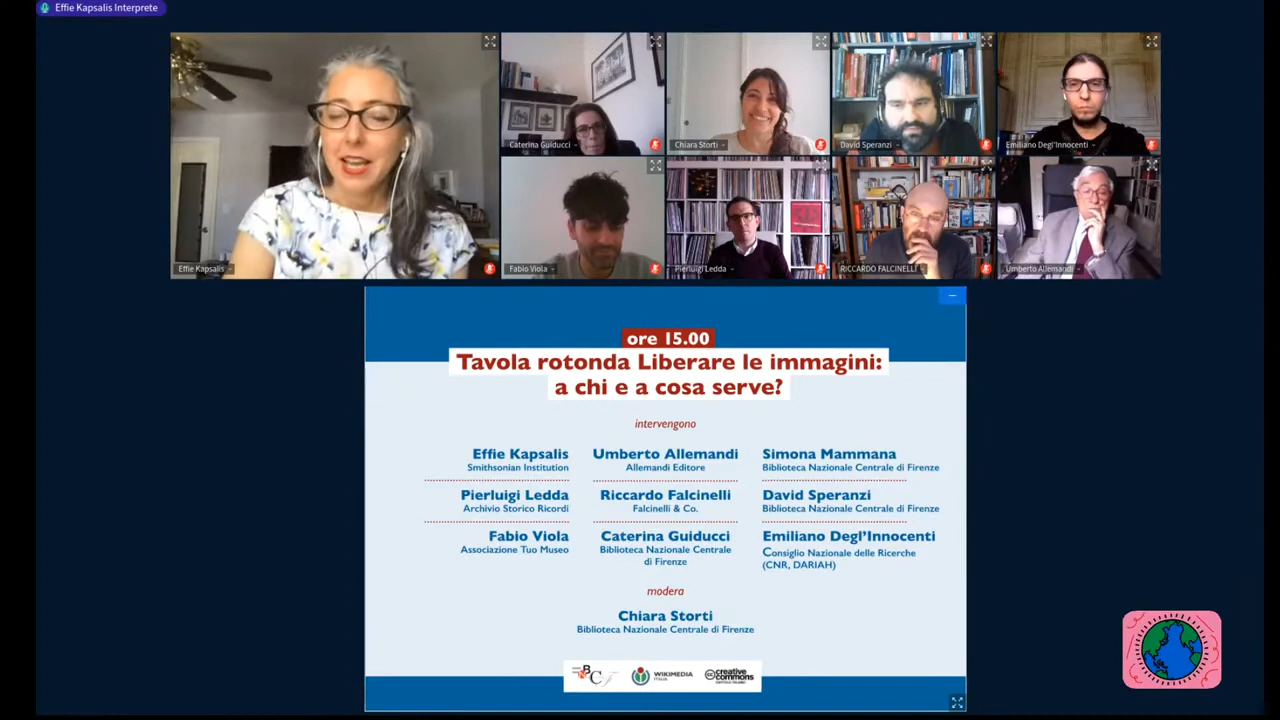 Effie Kapsalis Interprete
Caterina Guiducci
Chiara Storti
David Speranzi
Emiliano Degl'Innocenti
Effie Kapsalis
Fabio Viola
Pierluigi Ledda
RICCARDO FALCINELLI
Umberto Allemandi
ore 15.00
Tavola rotonda Liberare le immagini:
a chi e a cosa serve?
intervengono
Effie Kapsalis
Smithsonian Institution
Umberto Allemandi
Allemandi Editore
Simona Mammana
Biblioteca Nazionale Centrale di Firenze
Pierluigi Ledda
Archivio Storico Ricordi
Riccardo Falcinelli
Falcinelli & Co.
David Speranzi
Biblioteca Nazionale Centrale di Firenze
Fabio Viola
Associazione Tuo Museo
Caterina Guiducci
Biblioteca Nazionale Centrale
di Firenze
Emiliano Degl'Innocenti
Consiglio Nazionale delle Ricerche
(CNR, DARIAH)
modera
Chiara Storti
Biblioteca Nazionale Centrale di Firenze
BNCF
WIKIMEDIA
ITALIA
creative
commons